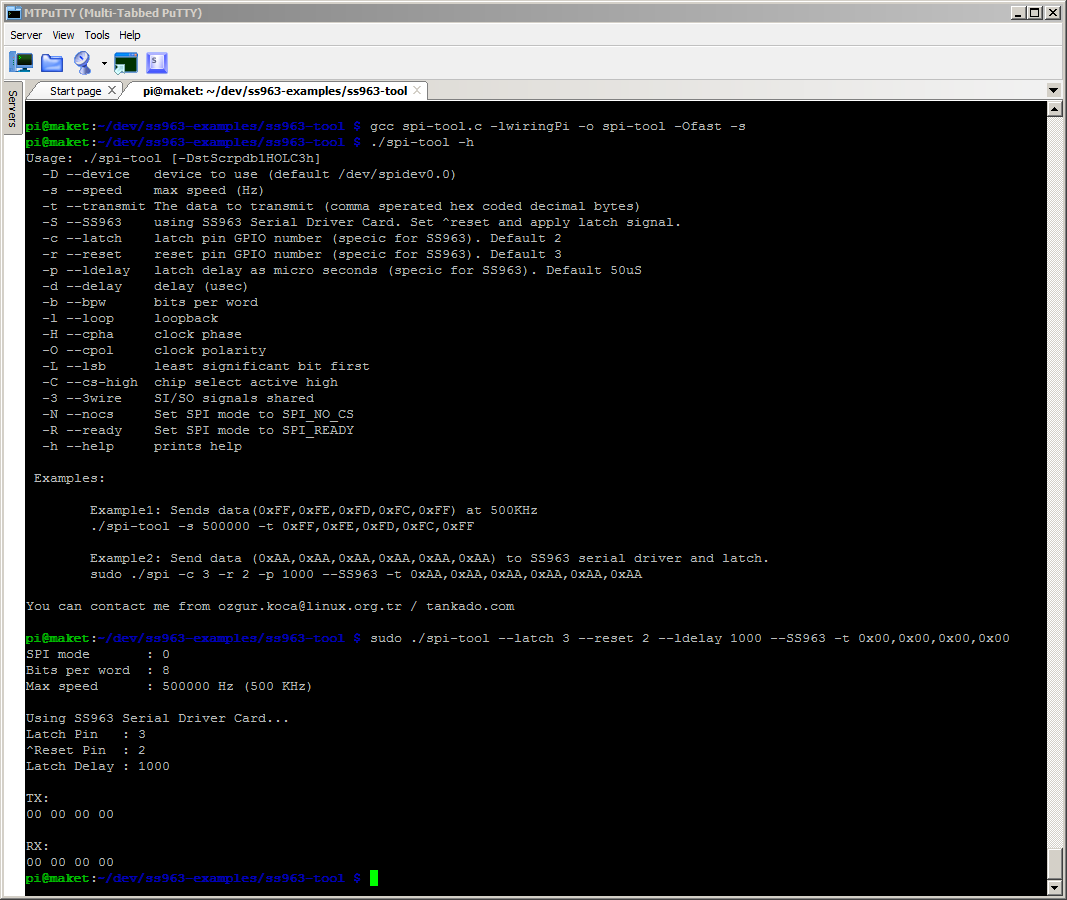 MTPuTTY (Multi-Tabbed PuTTY)
Server View Tools Help
Start page pi@maket: ~/dev/ss963-examples/ss963-tool
Servers
pi@maket:~/dev/ss963-examples/ss963-tool $ gcc spi-tool.c -lwiringPi -o spi-tool -Ofast -s
pi@maket:~/dev/ss963-examples/ss963-tool $ ./spi-tool -h
Usage: ./spi-tool [-DstScrpdblHOLC3h]
  -D --device   device to use (default /dev/spidev0.0)
  -s --speed    max speed (Hz)
  -t --transmit The data to transmit (comma sperated hex coded decimal bytes)
  -S --SS963    using SS963 Serial Driver Card. Set ^reset and apply latch signal.
  -c --latch    latch pin GPIO number (specic for SS963). Default 2
  -r --reset    reset pin GPIO number (specic for SS963). Default 3
  -p --ldelay   latch delay as micro seconds (specic for SS963). Default 50uS
  -d --delay    delay (usec)
  -b --bpw      bits per word
  -l --loop     loopback
  -H --cpha     clock phase
  -O --cpol     clock polarity
  -L --lsb      least significant bit first
  -C --cs-high  chip select active high
  -3 --3wire    SI/SO signals shared
  -N --nocs     Set SPI mode to SPI_NO_CS
  -R --ready    Set SPI mode to SPI_READY
  -h --help     prints help
 Examples:
        Example1: Sends data(0xFF,0xFE,0xFD,0xFC,0xFF) at 500KHz
        ./spi-tool -s 500000 -t 0xFF,0xFE,0xFD,0xFC,0xFF
        Example2: Send data (0xAA,0xAA,0xAA,0xAA,0xAA,0xAA) to SS963 serial driver and latch.
        sudo ./spi -c 3 -r 2 -p 1000 --SS963 -t 0xAA,0xAA,0xAA,0xAA,0xAA,0xAA
You can contact me from ozgur.koca@linux.org.tr / tankado.com
pi@maket:~/dev/ss963-examples/ss963-tool $ sudo ./spi-tool --latch 3 --reset 2 --ldelay 1000 --SS963 -t 0x00,0x00,0x00,0x00
SPI mode       : 0
Bits per word  : 8
Max speed      : 500000 Hz (500 KHz)
Using SS963 Serial Driver Card...
Latch Pin   : 3
^Reset Pin  : 2
Latch Delay : 1000
TX:
00 00 00 00
RX:
00 00 00 00
pi@maket:~/dev/ss963-examples/ss963-tool $